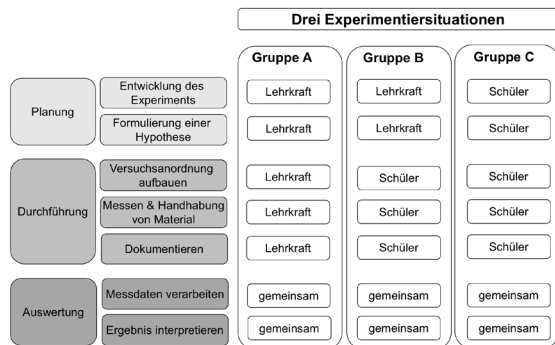 Drei Experimentiersituationen
Gruppe A
Gruppe B
Gruppe C
Planung
Entwicklung des
Experiments
Lehrkraft
Lehrkraft
Schüler
Formulierung einer
Hypothese
Lehrkraft
Lehrkraft
Schüler
Durchführung
Versuchsanordnung
aufbauen
Lehrkraft
Schüler
Schüler
Messen & Handhabung
von Material
Lehrkraft
Schüler
Schüler
Dokumentieren
Lehrkraft
Schüler
Schüler
Auswertung
Messdaten verarbeiten
gemeinsam
gemeinsam
gemeinsam
Ergebnis interpretieren
gemeinsam
gemeinsam
gemeinsam